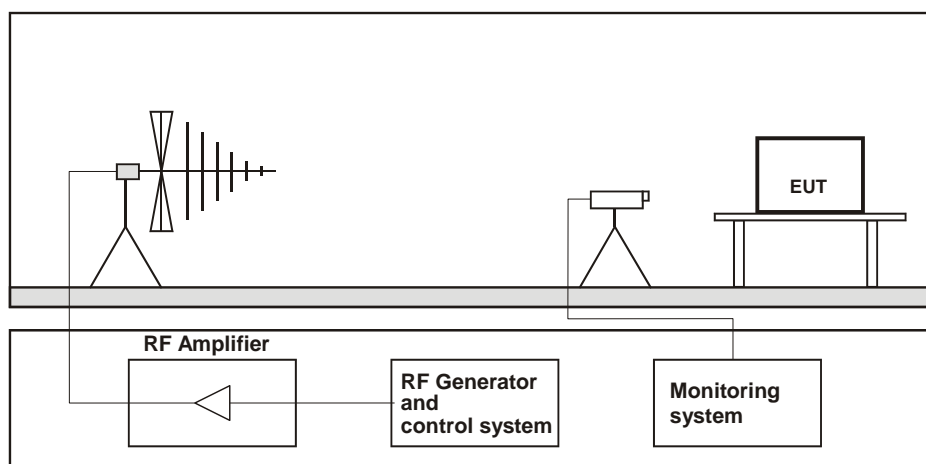 EUT
RF Amplifier
RF Generator
and
control system
Monitoring
system